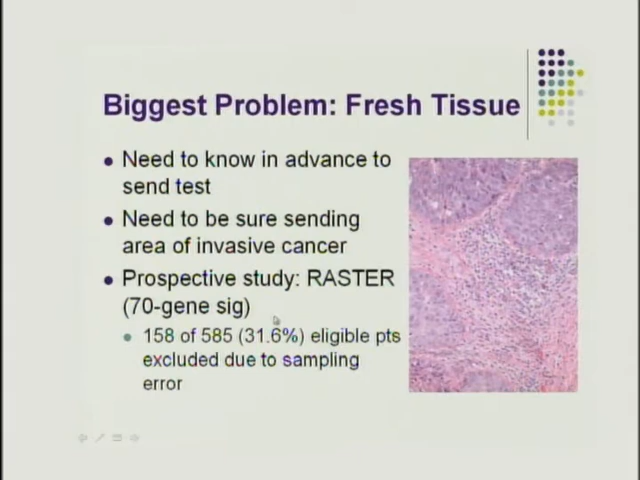 Biggest Problem: Fresh Tissue
Need to know in advance to
send test
Need to be sure sending
area of invasive cancer
Prospective study: RASTER
(70-gene sig)
158 of 585 (31.6%) eligible pts
excluded due to sampling
error